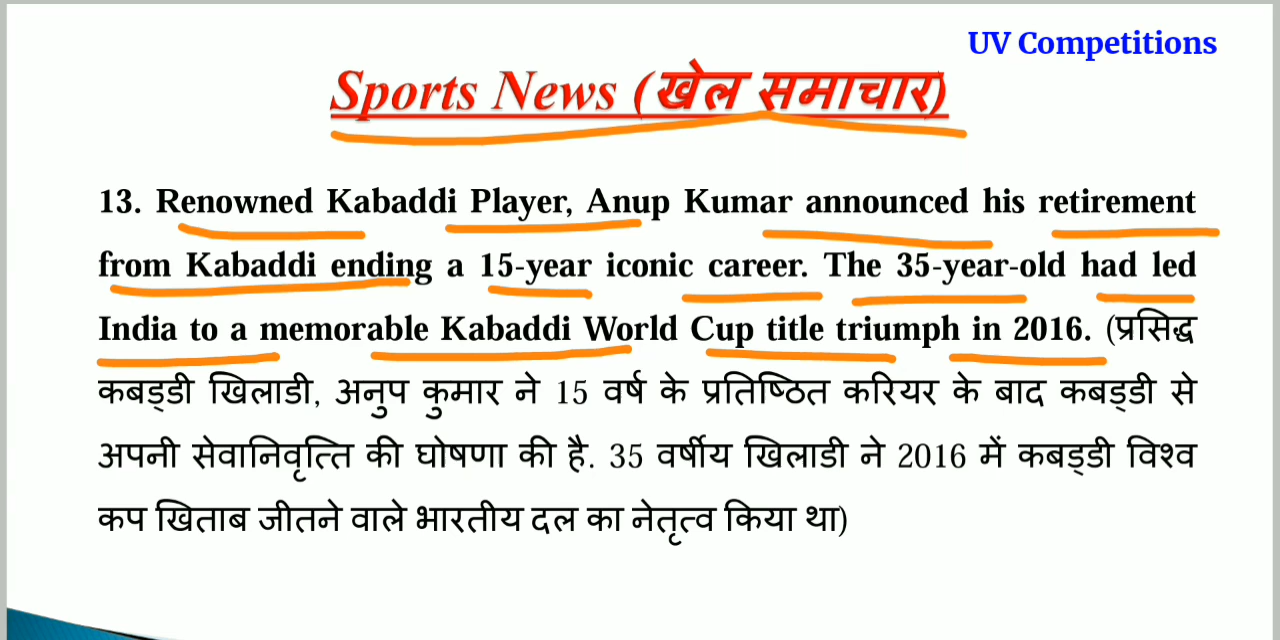 UV Competitions
Sports News (खेल समाचार)
13. Renowned Kabaddi Player, Anup Kumar announced his retirement
from Kabaddi ending a 15-year iconic career. The 35-year-old had led
India to a memorable Kabaddi World Cup title triumph in 2016. (प्रसिद्ध
कबड्डी खिलाडी, अनुप कुमार ने 15 वर्ष के प्रतिष्ठित करियर के बाद कबड्डी से
अपनी सेवानिवृत्ति की घोषणा की है. 35 वर्षीय खिलाडी ने 2016 में कबड्डी विश्व
कप खिताब जीतने वाले भारतीय दल का नेतृत्व किया था)